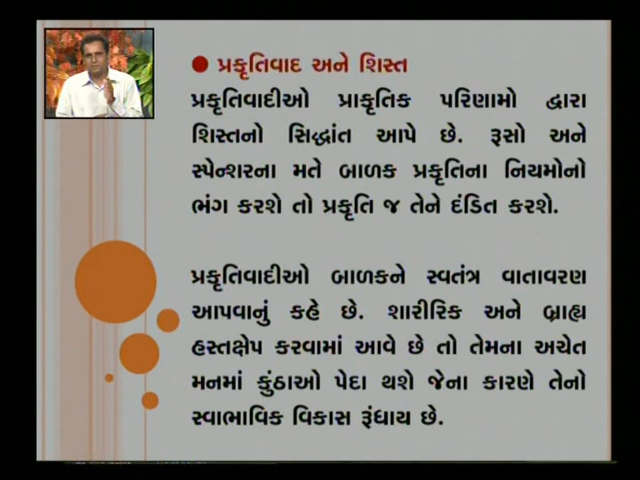 ● પ્રકૃતિવાદ અને શિસ્ત
પ્રકૃતિવાદીઓ પ્રાકૃતિક પરિણામો દ્વારા
શિસ્તનો સિદ્ધાંત આપે છે. રૂસો અને
સ્પેન્શરના મતે બાળક પ્રકૃતિના નિયમોનો
ભંગ કરશે તો પ્રકૃતિ જ તેને દંડિત કરશે.
પ્રકૃતિવાદીઓ બાળકને સ્વતંત્ર વાતાવરણ
આપવાનું કહે છે. શારીરિક અને બ્રાહ્ય
હસ્તક્ષેપ કરવામાં આવે છે તો તેમના અચેત
મનમાં કુંઠાઓ પેદા થશે જેના કારણે તેનો
સ્વાભાવિક વિકાસ રૂંધાય છે.